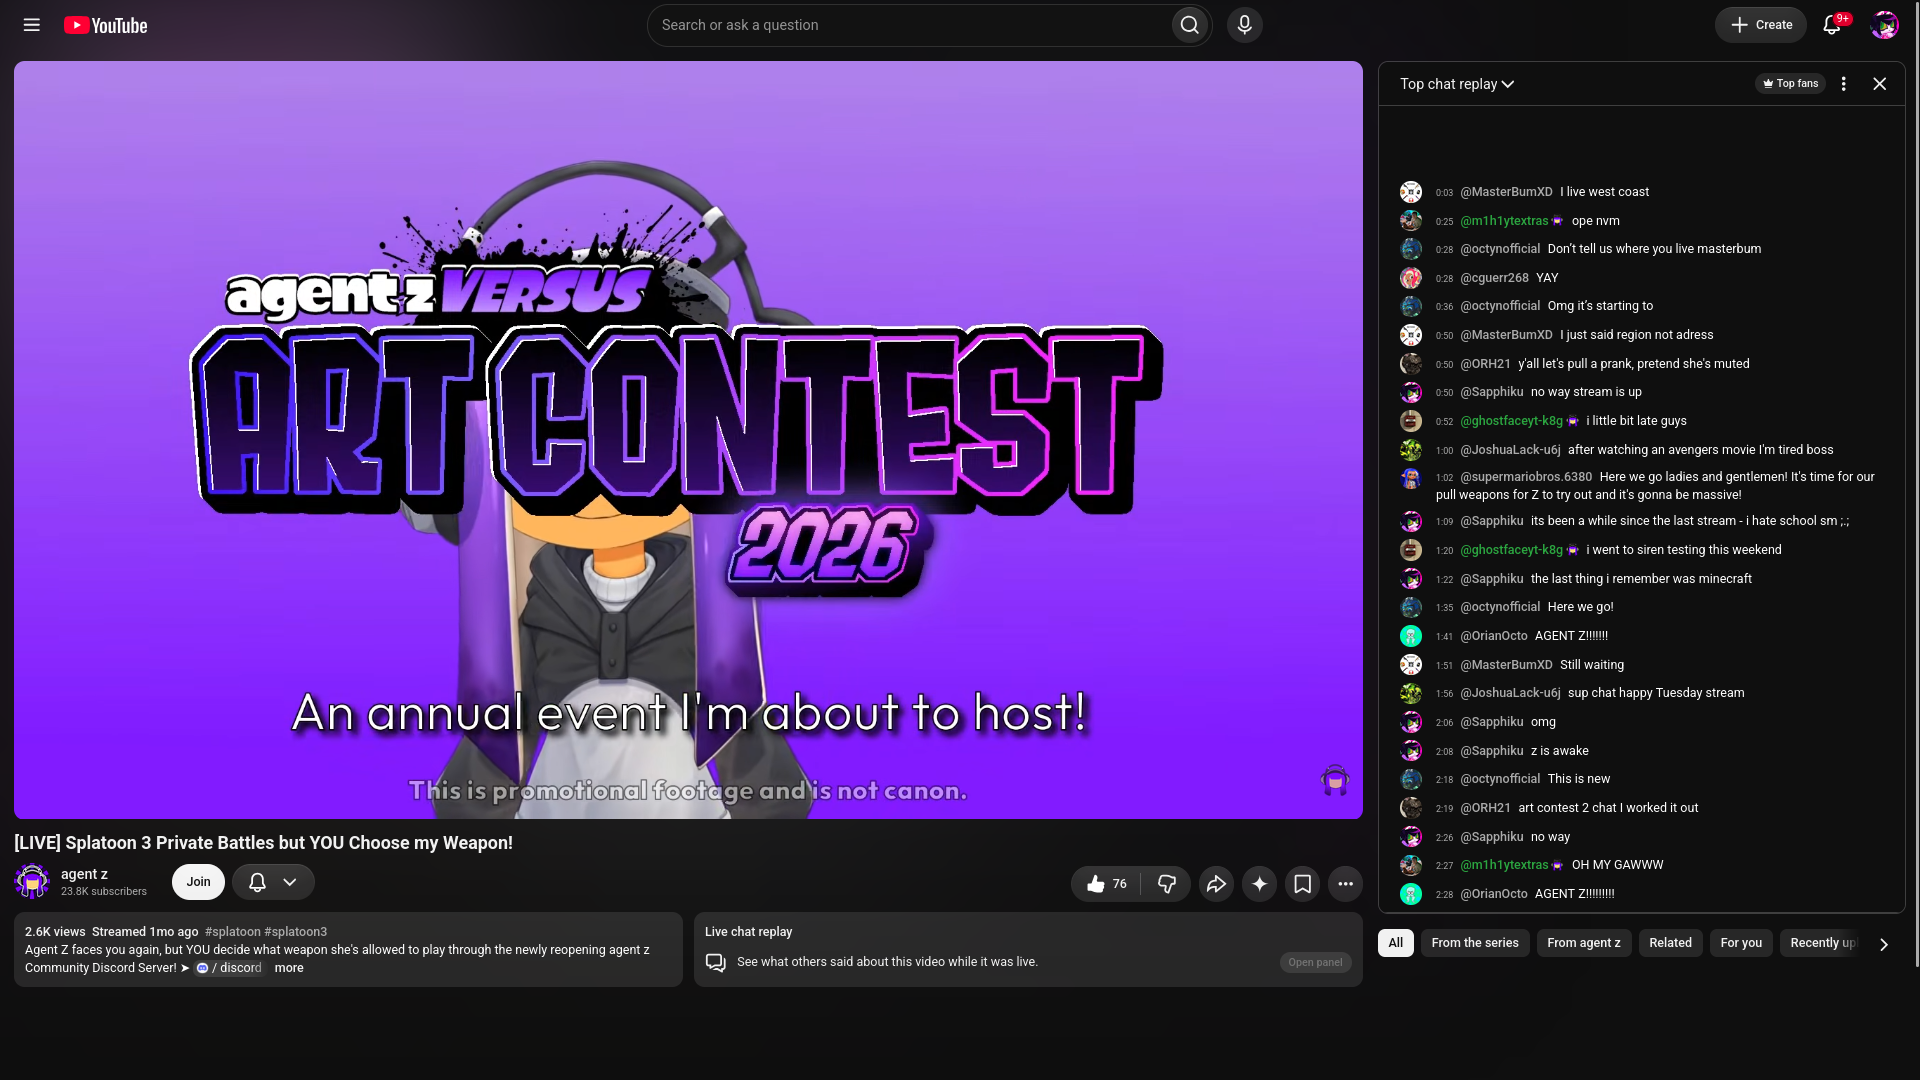 YouTube
Search or ask a question
Create
9+
agent z VERSUS
ART CONTEST
2026
An annual event I'm about to host!
This is promotional footage and is not canon.
[LIVE] Splatoon 3 Private Battles but YOU Choose my Weapon!
agent z
23.8K subscribers
Join
76
2.6K views Streamed 1mo ago #splatoon #splatoon3
Agent Z faces you again, but YOU decide what weapon she's allowed to play through the newly reopening agent z
Community Discord Server! ➤ / discord more
Live chat replay
See what others said about this video while it was live.
Open panel
Top chat replay
Top fans
0:03 @MasterBumXD I live west coast
0:25 @m1h1ytextras ope nvm
0:28 @octynofficial Don't tell us where you live masterbum
0:28 @cguerr268 YAY
0:36 @octynofficial Omg it's starting to
0:50 @MasterBumXD I just said region not adress
0:50 @ORH21 y'all let's pull a prank, pretend she's muted
0:50 @Sapphiku no way stream is up
0:52 @ghostfaceyt-k8g i little bit late guys
1:00 @JoshuaLack-u6j after watching an avengers movie I'm tired boss
1:02 @supermariobros.6380 Here we go ladies and gentlemen! It's time for our
pull weapons for Z to try out and it's gonna be massive!
1:09 @Sapphiku its been a while since the last stream - i hate school sm ;.;
1:20 @ghostfaceyt-k8g i went to siren testing this weekend
1:22 @Sapphiku the last thing i remember was minecraft
1:35 @octynofficial Here we go!
1:41 @OrianOcto AGENT Z!!!!!!!
1:51 @MasterBumXD Still waiting
1:56 @JoshuaLack-u6j sup chat happy Tuesday stream
2:06 @Sapphiku omg
2:08 @Sapphiku z is awake
2:18 @octynofficial This is new
2:19 @ORH21 art contest 2 chat I worked it out
2:26 @Sapphiku no way
2:27 @m1h1ytextras OH MY GAWWW
2:28 @OrianOcto AGENT Z!!!!!!!!!
All
From the series
From agent z
Related
For you
Recently upl